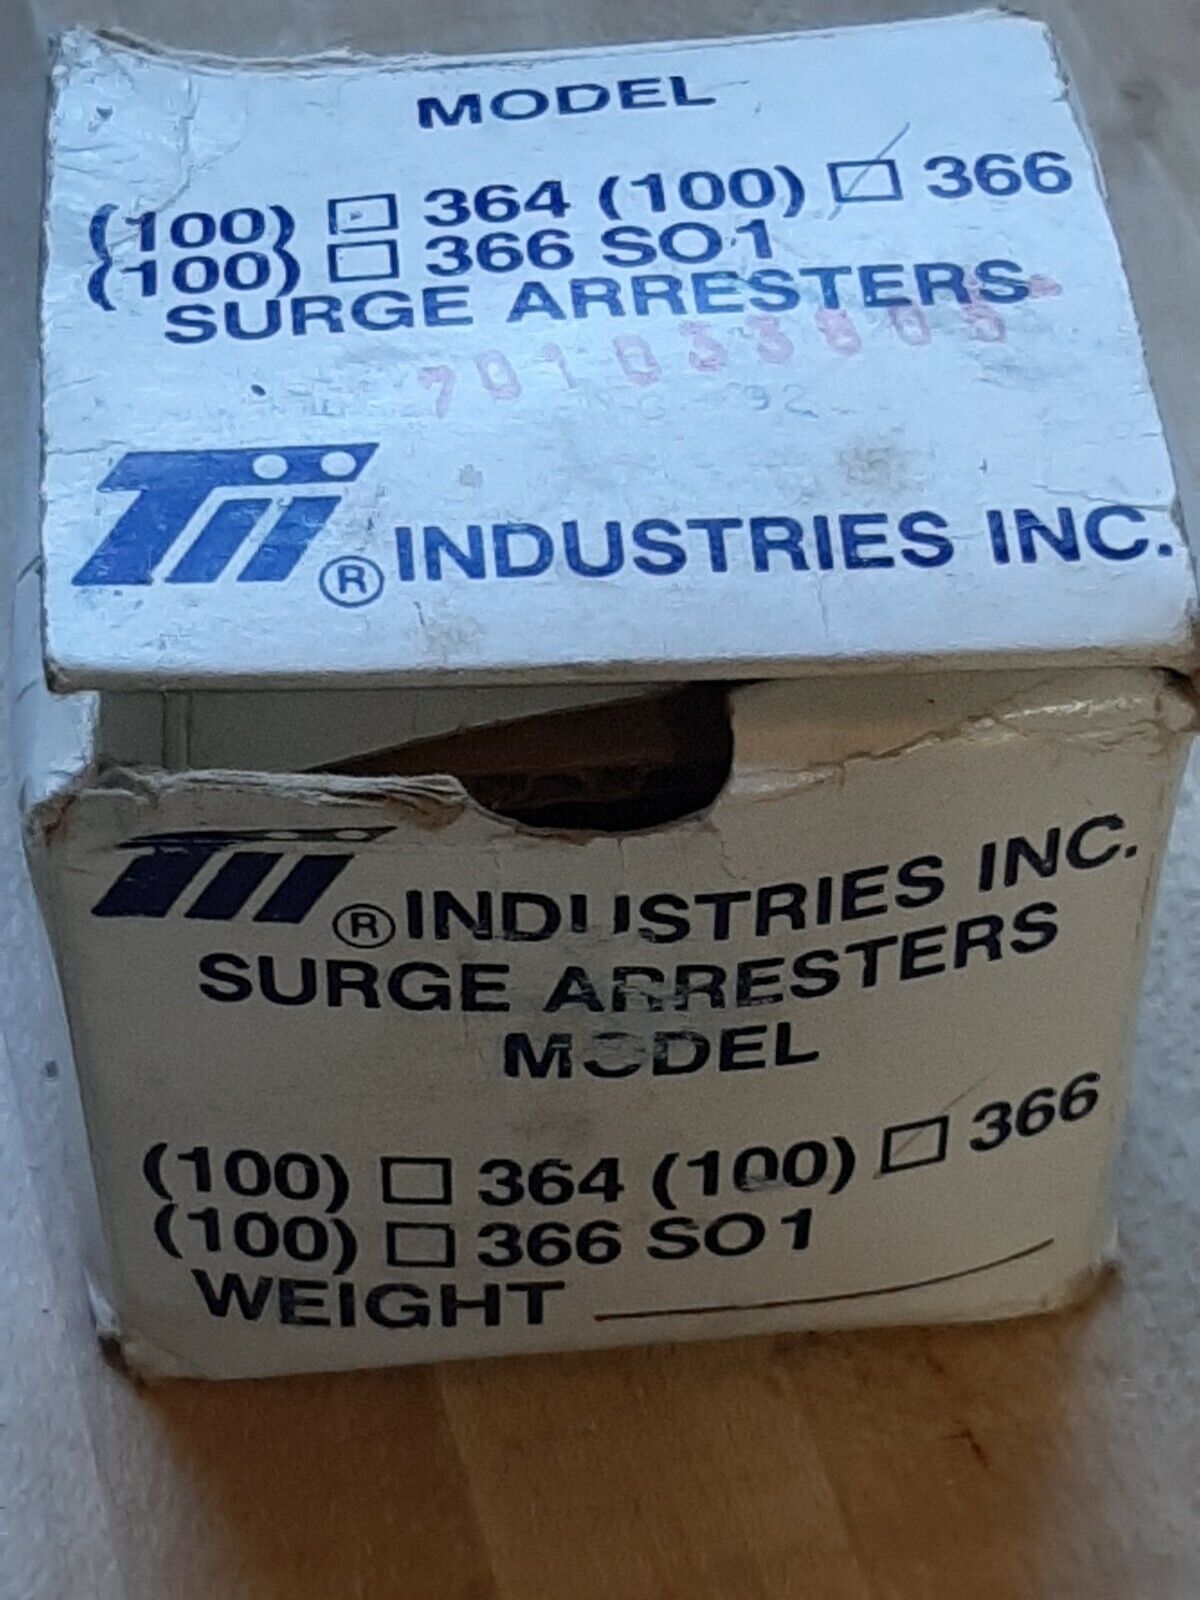 MODEL
(100) □ 364 (100) □ 366
(100) □ 366 SO1
SURGE ARRESTERS
Tii ® INDUSTRIES INC.
Tii ® INDUSTRIES INC.
SURGE ARRESTERS
MODEL
(100) □ 364 (100) □ 366
(100) □ 366 SO1
WEIGHT